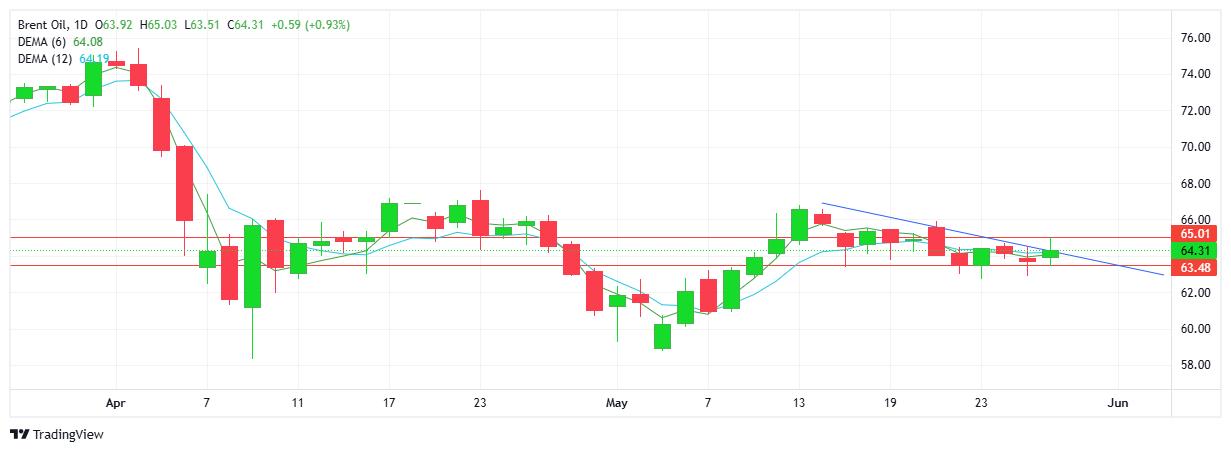 Brent Oil, 1D O63.92 H65.03 L63.51 C64.31 +0.59 (+0.93%)
DEMA (6) 64.08
DEMA (12) 64.19
76.00
74.00
72.00
70.00
68.00
66.00
65.01
64.31
63.48
62.00
60.00
58.00
Apr 7 11 17 23 May 7 13 19 23 Jun
TradingView